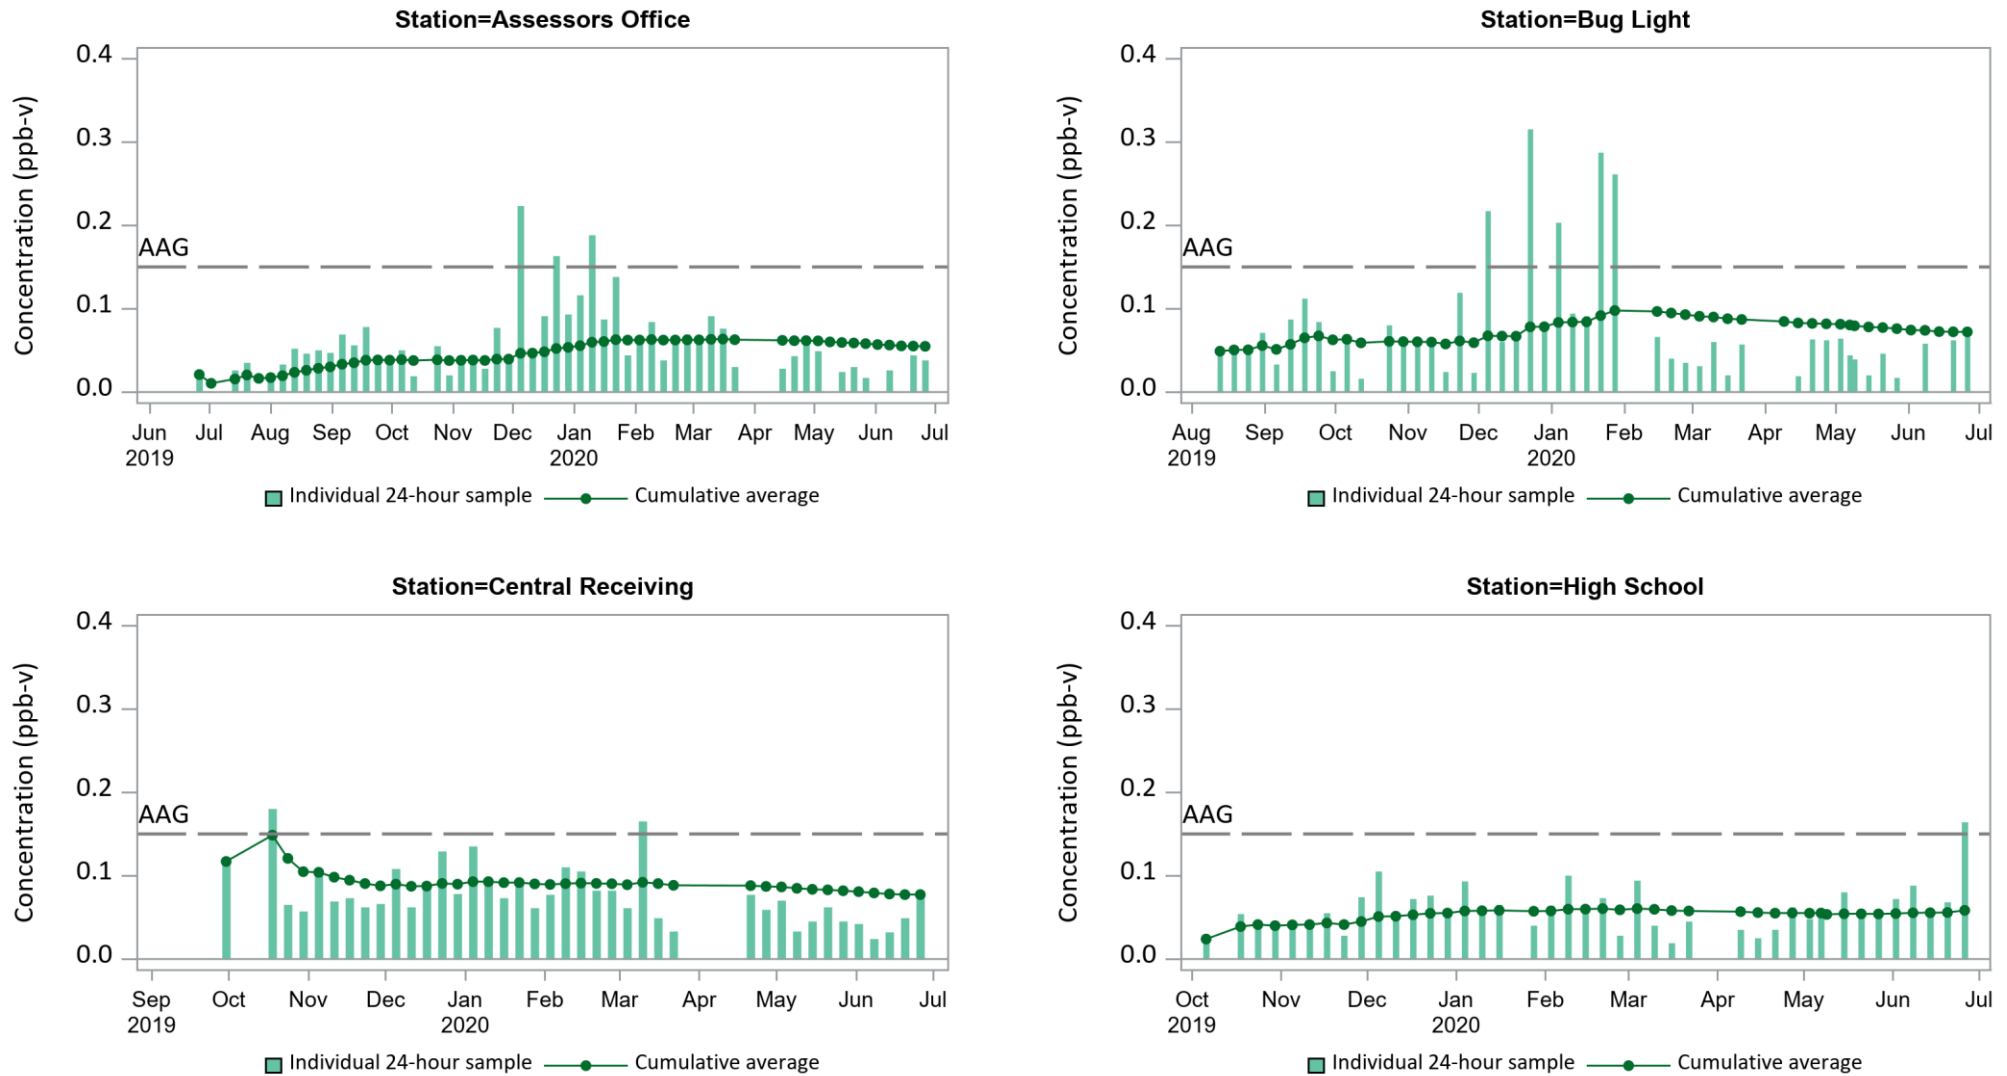 Station=Assessors Office
Concentration (ppb-v)
0.4
0.3
0.2
0.1
0.0
AAG
Jun Jul Aug Sep Oct Nov Dec Jan Feb Mar Apr May Jun Jul
2019 2020
Individual 24-hour sample Cumulative average
Station=Bug Light
Concentration (ppb-v)
0.4
0.3
0.2
0.1
0.0
AAG
Aug Sep Oct Nov Dec Jan Feb Mar Apr May Jun Jul
2019 2020
Individual 24-hour sample Cumulative average
Station=Central Receiving
Concentration (ppb-v)
0.4
0.3
0.2
0.1
0.0
AAG
Sep Oct Nov Dec Jan Feb Mar Apr May Jun Jul
2019 2020
Individual 24-hour sample Cumulative average
Station=High School
Concentration (ppb-v)
0.4
0.3
0.2
0.1
0.0
AAG
Oct Nov Dec Jan Feb Mar Apr May Jun Jul
2019 2020
Individual 24-hour sample Cumulative average